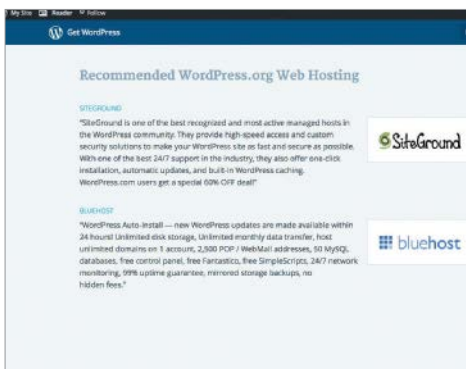 My Site Reader Follow
Get WordPress
Recommended WordPress.org Web Hosting
SITEGROUND
"SiteGround is one of the best recognized and most active managed hosts in
the WordPress community. They provide high-speed access and custom
security solutions to make your WordPress site as fast and secure as possible.
With one of the best 24/7 support in the industry, they also offer one-click
installation, automatic updates, and built-in WordPress caching.
WordPress.com users get a special 60% OFF deal!"
SiteGround
BLUEHOST
"WordPress Auto-Install — new WordPress updates are made available within
24 hours! Unlimited disk storage, Unlimited monthly data transfer, host
unlimited domains on 1 account, 2,500 POP / WebMail addresses, 50 MySQL
databases, free control panel, free Fantastico, free SimpleScripts, 24/7 network
monitoring, 99% uptime guarantee, mirrored storage backups, no
hidden fees."
bluehost